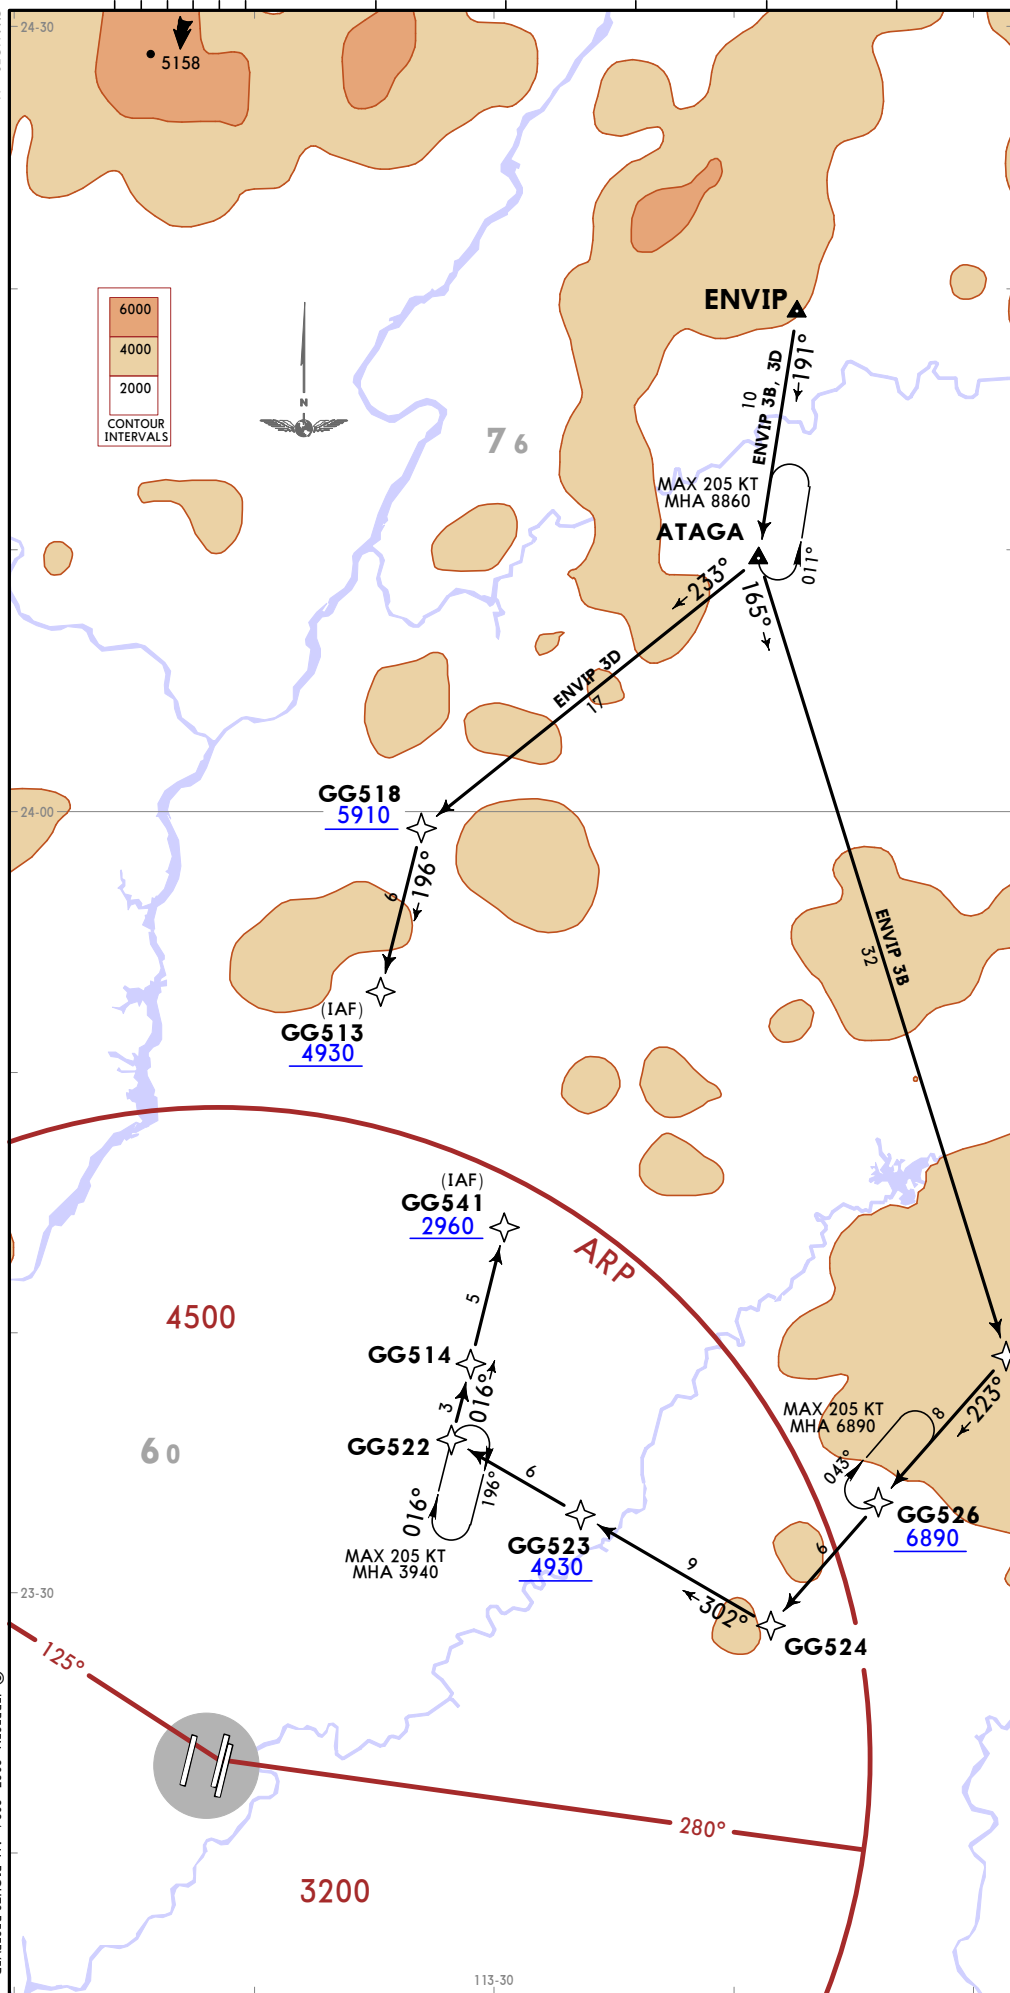 24-30
5158
6000
4000
2000
CONTOUR
INTERVALS
N
76
ENVIP
191°
10
ENVIP 3B, 3D
MAX 205 KT
MHA 8860
ATAGA
011°
233°
165°
ENVIP 3D
17
GG518
5910
24-00
196°
6
ENVIP 3B
32
(IAF)
GG513
4930
(IAF)
GG541
2960
ARP
5
4500
GG514
016°
3
MAX 205 KT
MHA 6890
8
223°
60
GG522
6
043°
196°
016°
GG526
6890
GG523
4930
MAX 205 KT
MHA 3940
9
6
23-30
302°
GG524
125°
280°
3200
113-30